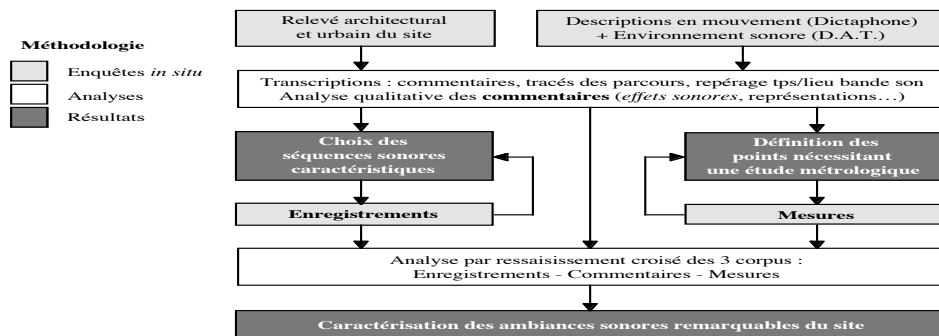 Méthodologie
Enquêtes in situ
Analyses
Résultats
Relevé architectural
et urbain du site
Descriptions en mouvement (Dictaphone)
+ Environnement sonore (D.A.T.)
Transcriptions : commentaires, tracés des parcours, repérage tps/lieu bande son
Analyse qualitative des commentaires (effets sonores, représentations…)
Choix des
séquences sonores
caractéristiques
Définition des
points nécessitant
une étude métrologique
Enregistrements
Mesures
Analyse par ressaisissement croisé des 3 corpus :
Enregistrements - Commentaires - Mesures
Caractérisation des ambiances sonores remarquables du site